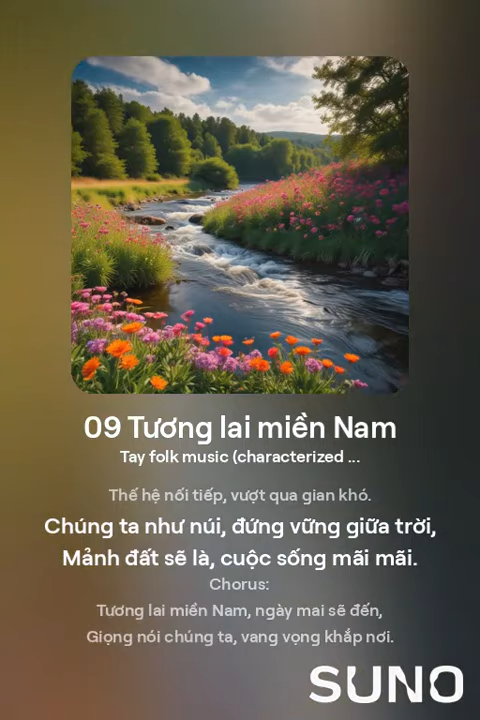 09 Tương lai miền Nam
Tay folk music (characterized ...
Thế hệ nối tiếp, vượt qua gian khó.
Chúng ta như núi, đứng vững giữa trời,
Mảnh đất sẽ là, cuộc sống mãi mãi.
Chorus:
Tương lai miền Nam, ngày mai sẽ đến,
Giọng nói chúng ta, vang vọng khắp nơi.
SUNO